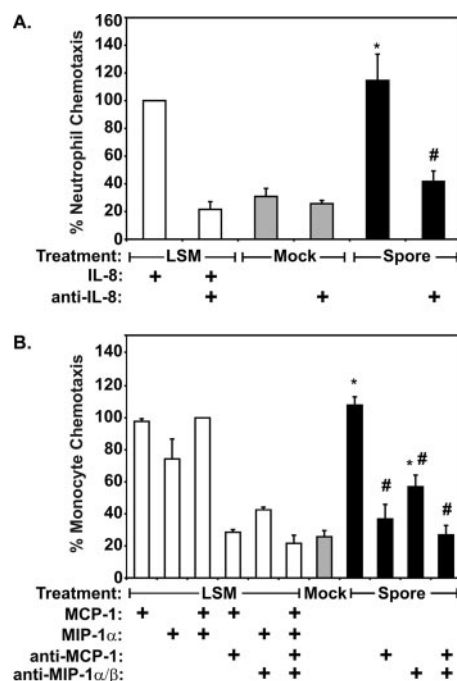 A.
% Neutrophil Chemotaxis
160
140
120
100
80
60
40
20
0
*
#
Treatment: LSM Mock Spore
IL-8: + +
anti-IL-8: + + +
B.
% Monocyte Chemotaxis
140
120
100
80
60
40
20
0
*
#
* #
#
Treatment: LSM Mock Spore
MCP-1: + + + +
MIP-1α: + + + +
anti-MCP-1: + + + +
anti-MIP-1α/β: + + + +